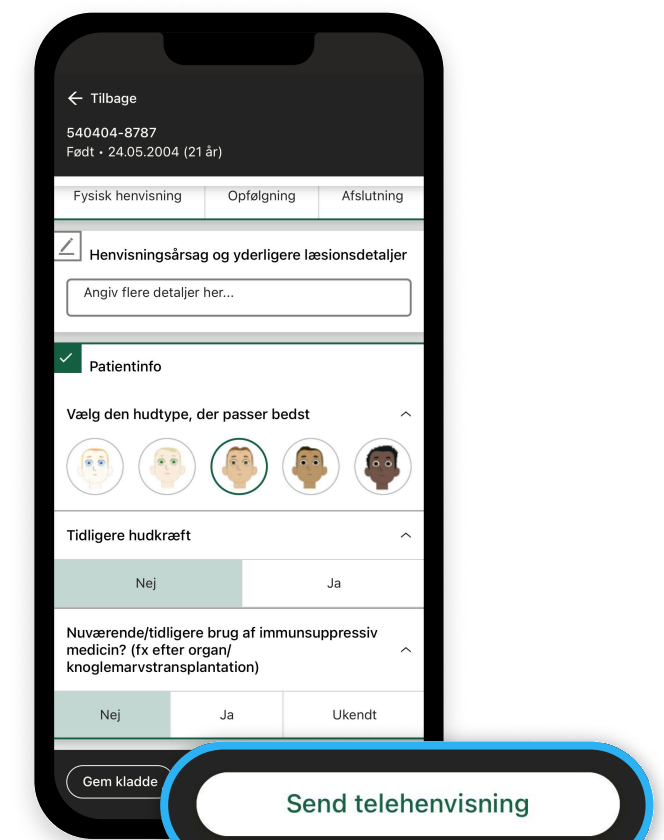 Tilbage
540404-8787
Født • 24.05.2004 (21 år)
Fysisk henvisning
Opfølgning
Afslutning
Henvisningsårsag og yderligere læsionsdetaljer
Angiv flere detaljer her...
Patientinfo
Vælg den hudtype, der passer bedst
Tidligere hudkræft
Nej
Ja
Nuværende/tidligere brug af immunsuppressiv
medicin? (fx efter organ/
knoglemarvstransplantation)
Nej
Ja
Ukendt
Gem kladde
Send telehenvisning